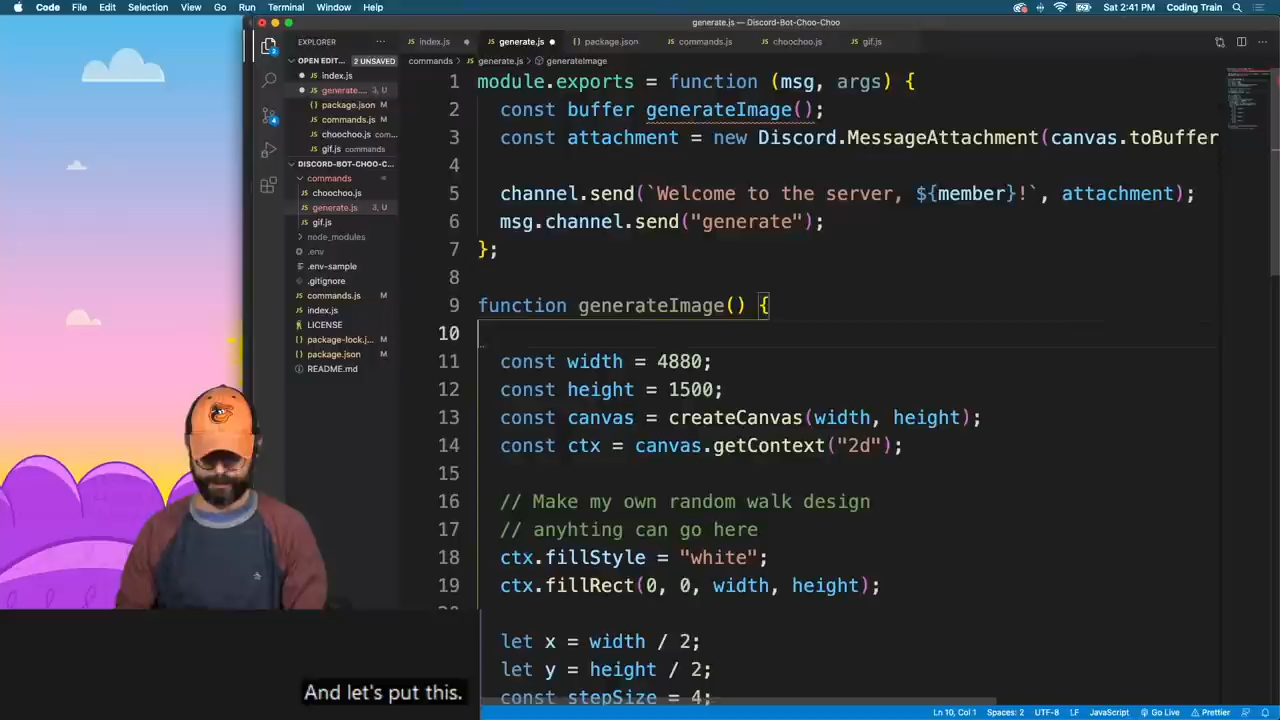 Code File Edit Selection View Go Run Terminal Window Help
Sat 2:41 PM Coding Train
generate.js — Discord-Bot-Choo-Choo
EXPLORER
index.js generate.js package.json commands.js choochoo.js gif.js
commands > generate.js > generateImage
OPEN EDIT... 2 UNSAVED
index.js
generate.... 3, U
package.json M
commands.js M
choochoo.js com...
gif.js commands
DISCORD-BOT-CHOO-C...
commands
choochoo.js
generate.js 3, U
gif.js
node_modules
.env
.env-sample
.gitignore
commands.js M
index.js
LICENSE
package-lock.j... M
package.json M
README.md
1 module.exports = function (msg, args) {
2 const buffer generateImage();
3 const attachment = new Discord.MessageAttachment(canvas.toBuffer
4
5 channel.send(`Welcome to the server, ${member}!`, attachment);
6 msg.channel.send("generate");
7 };
8
9 function generateImage() {
10
11 const width = 4880;
12 const height = 1500;
13 const canvas = createCanvas(width, height);
14 const ctx = canvas.getContext("2d");
15
16 // Make my own random walk design
17 // anyhting can go here
18 ctx.fillStyle = "white";
19 ctx.fillRect(0, 0, width, height);
let x = width / 2;
let y = height / 2;
const stepSize = 4;
And let's put this.
Ln 10, Col 1 Spaces: 2 UTF-8 LF JavaScript Go Live Prettier